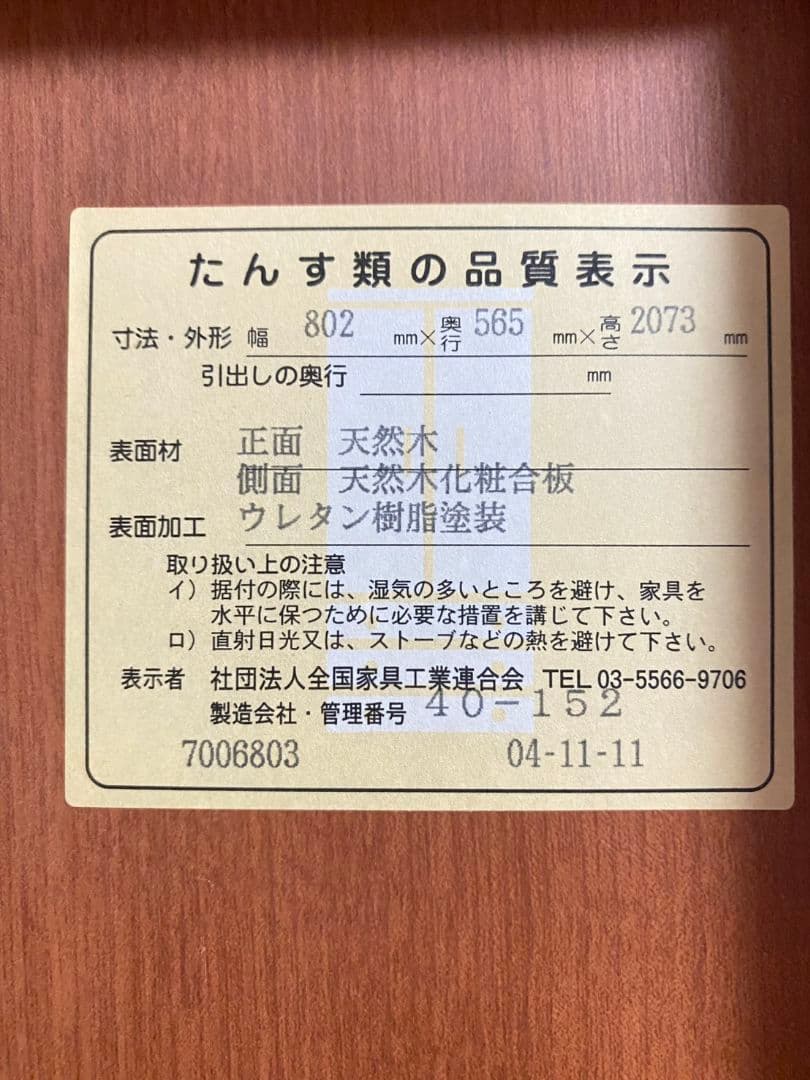 たんす類の品質表示
寸法・外形 幅 802 mm×奥行 565 mm×高さ 2073 mm
引出しの奥行 mm
表面材 正面 天然木
側面 天然木化粧合板
表面加工 ウレタン樹脂塗装
取り扱い上の注意
イ）据付の際には、湿気の多いところを避け、家具を
水平に保つために必要な措置を講じて下さい。
ロ）直射日光又は、ストーブなどの熱を避けて下さい。
表示者 社団法人全国家具工業連合会 TEL 03-5566-9706
製造会社・管理番号 40-152
7006803 04-11-11